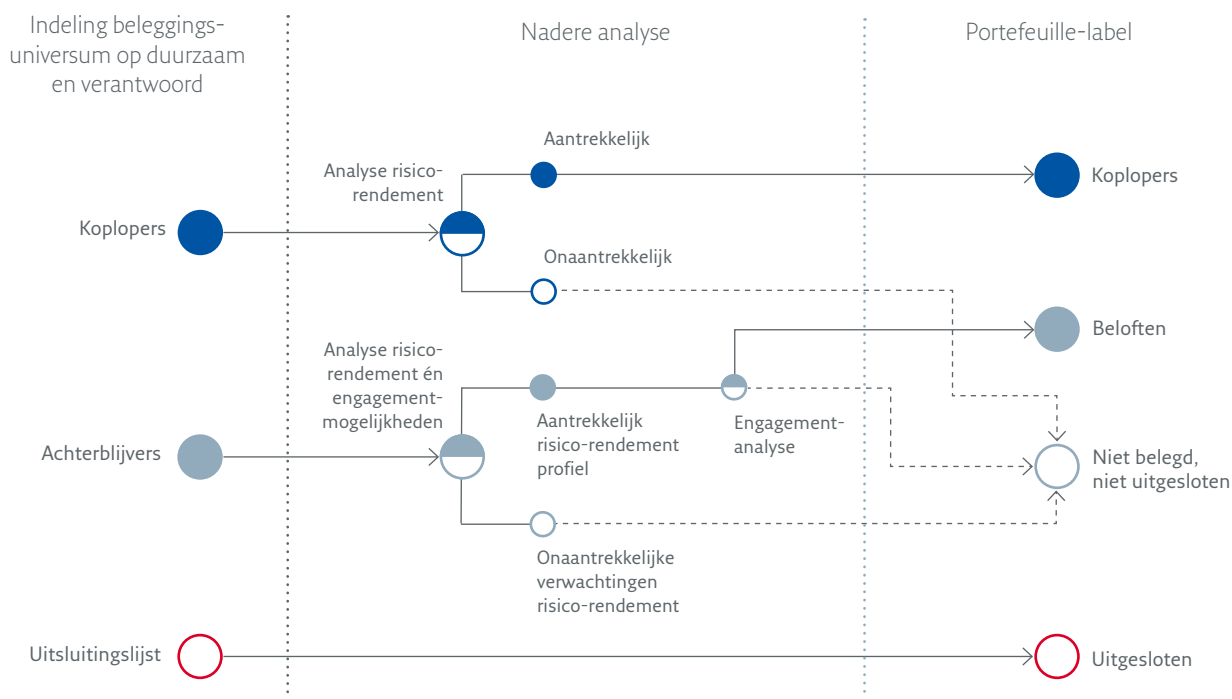 Indeling beleggings-
universum op duurzaam
en verantwoord
Nadere analyse
Portefeuille-label
Koplopers
Analyse risico-
rendement
Aantrekkelijk
Onaantrekkelijk
Koplopers
Achterblijvers
Analyse risico-
rendement én
engagement-
mogelijkheden
Aantrekkelijk
risico-rendement
profiel
Engagement-
analyse
Onaantrekkelijke
verwachtingen
risico-rendement
Beloften
Niet belegd,
niet uitgesloten
Uitsluitingslijst
Uitgesloten